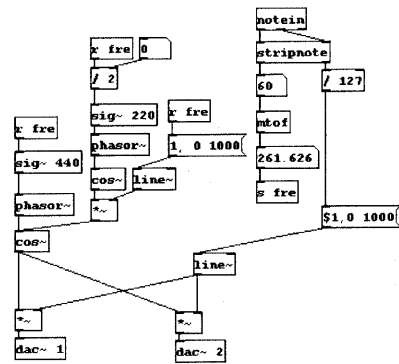 notein
r fre 0
stripnote
/ 2
60 / 127
sig~ 220 r fre
r fre mtof
phasor~ 1, 0 1000
sig~ 440 261.626
cos~ line~
phasor~ s fre
*~ $1,0 1000
cos~
line~
*~ *~
dac~ 1 dac~ 2